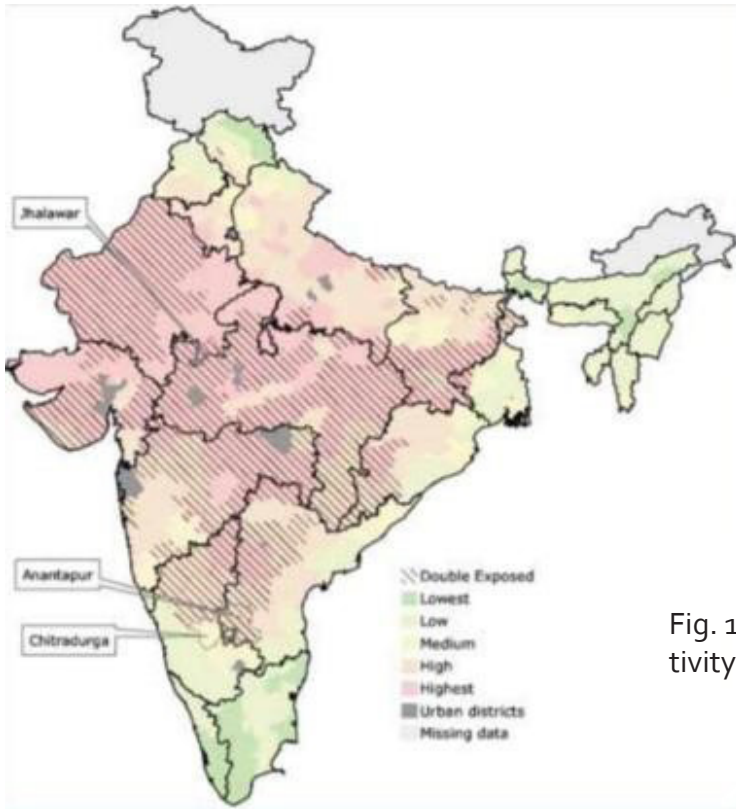 Jhalawar
Anantapur
Chitradurga
Double Exposed
Lowest
Low
Medium
High
Highest
Urban districts
Missing data
Fig. 1
tivity